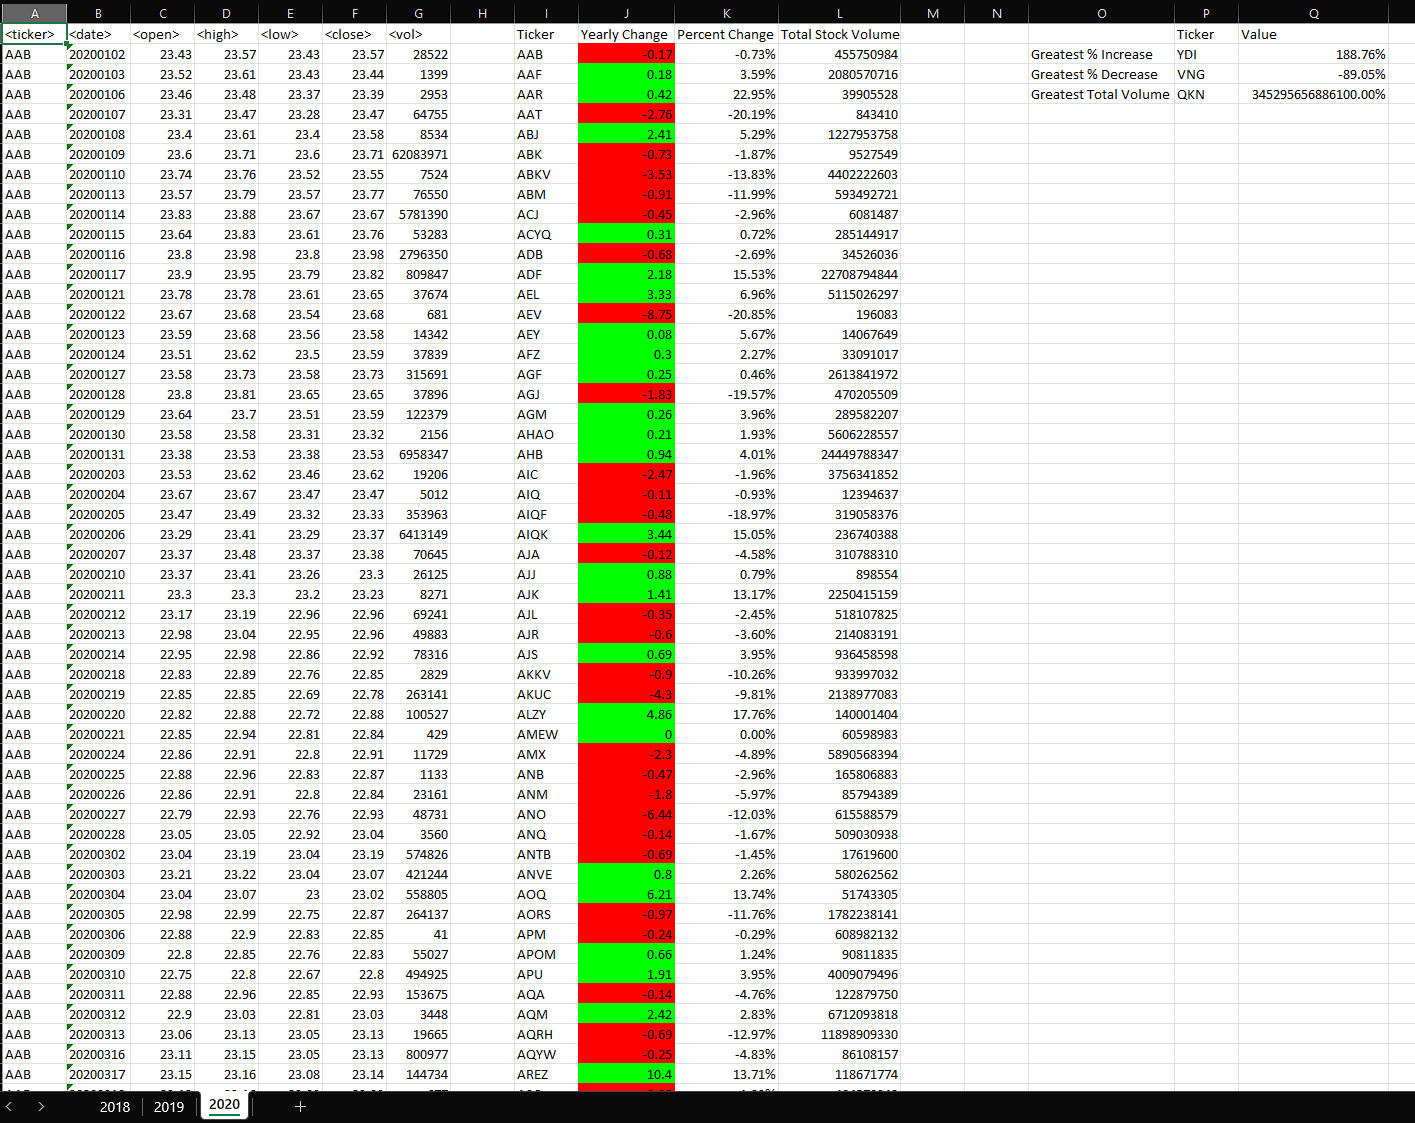 A B C D E F G H I J K L M N O P Q
<ticker> <date> <open> <high> <low> <close> <vol> Ticker Yearly Change Percent Change Total Stock Volume Ticker Value
AAB 20200102 23.43 23.57 23.43 23.57 28522 AAB -0.17 -0.73% 455750984 Greatest % Increase YDI 188.76%
AAB 20200103 23.52 23.61 23.43 23.44 1399 AAF 0.18 3.59% 2080570716 Greatest % Decrease VNG -89.05%
AAB 20200106 23.46 23.48 23.37 23.39 2953 AAR 0.42 22.95% 39905528 Greatest Total Volume QKN 345295656886100.00%
AAB 20200107 23.31 23.47 23.28 23.47 64755 AAT -2.76 -20.19% 843410
AAB 20200108 23.4 23.61 23.4 23.58 8534 ABJ 2.41 5.29% 1227953758
AAB 20200109 23.6 23.71 23.6 23.71 62083971 ABK -0.73 -1.87% 9527549
AAB 20200110 23.74 23.76 23.52 23.55 7524 ABKV -3.53 -13.83% 4402222603
AAB 20200113 23.57 23.79 23.57 23.77 76550 ABM -0.91 -11.99% 593492721
AAB 20200114 23.83 23.88 23.67 23.67 5781390 ACJ -0.45 -2.96% 6081487
AAB 20200115 23.64 23.83 23.61 23.76 53283 ACYQ 0.31 0.72% 285144917
AAB 20200116 23.8 23.98 23.8 23.98 2796350 ADB -0.68 -2.69% 34526036
AAB 20200117 23.9 23.95 23.79 23.82 809847 ADF 2.18 15.53% 22708794844
AAB 20200121 23.78 23.78 23.61 23.65 37674 AEL 3.33 6.96% 5115026297
AAB 20200122 23.67 23.68 23.54 23.68 681 AEV -8.75 -20.85% 196083
AAB 20200123 23.59 23.68 23.56 23.58 14342 AEY 0.08 5.67% 14067649
AAB 20200124 23.51 23.62 23.5 23.59 37839 AFZ 0.3 2.27% 33091017
AAB 20200127 23.58 23.73 23.58 23.73 315691 AGF 0.25 0.46% 2613841972
AAB 20200128 23.8 23.81 23.65 23.65 37896 AGJ -1.83 -19.57% 470205509
AAB 20200129 23.64 23.7 23.51 23.59 122379 AGM 0.26 3.96% 289582207
AAB 20200130 23.58 23.58 23.31 23.32 2156 AHAO 0.21 1.93% 5606228557
AAB 20200131 23.38 23.53 23.38 23.53 6958347 AHB 0.94 4.01% 24449788347
AAB 20200203 23.53 23.62 23.46 23.62 19206 AIC -2.47 -1.96% 3756341852
AAB 20200204 23.67 23.67 23.47 23.47 5012 AIQ -0.11 -0.93% 12394637
AAB 20200205 23.47 23.49 23.32 23.33 353963 AIQF -0.48 -18.97% 319058376
AAB 20200206 23.29 23.41 23.29 23.37 6413149 AIQK 3.44 15.05% 236740388
AAB 20200207 23.37 23.48 23.37 23.38 70645 AJA -0.12 -4.58% 310788310
AAB 20200210 23.37 23.41 23.26 23.3 26125 AJJ 0.88 0.79% 898554
AAB 20200211 23.3 23.3 23.2 23.23 8271 AJK 1.41 13.17% 2250415159
AAB 20200212 23.17 23.19 22.96 22.96 69241 AJL -0.35 -2.45% 518107825
AAB 20200213 22.98 23.04 22.95 22.96 49883 AJR -0.6 -3.60% 214083191
AAB 20200214 22.95 22.98 22.86 22.92 78316 AJS 0.69 3.95% 936458598
AAB 20200218 22.83 22.89 22.76 22.85 2829 AKKV -0.9 -10.26% 933997032
AAB 20200219 22.85 22.85 22.69 22.78 263141 AKUC -4.3 -9.81% 2138977083
AAB 20200220 22.82 22.88 22.72 22.88 100527 ALZY 4.86 17.76% 140001404
AAB 20200221 22.85 22.94 22.81 22.84 429 AMEW 0 0.00% 60598983
AAB 20200224 22.86 22.91 22.8 22.91 11729 AMX -2.3 -4.89% 5890568394
AAB 20200225 22.88 22.96 22.83 22.87 1133 ANB -0.47 -2.96% 165806883
AAB 20200226 22.86 22.91 22.8 22.84 23161 ANM -1.8 -5.97% 85794389
AAB 20200227 22.79 22.93 22.76 22.93 48731 ANO -6.44 -12.03% 615588579
AAB 20200228 23.05 23.05 22.92 23.04 3560 ANQ -0.14 -1.67% 509030938
AAB 20200302 23.04 23.19 23.04 23.19 574826 ANTB -0.69 -1.45% 17619600
AAB 20200303 23.21 23.22 23.04 23.07 421244 ANVE 0.8 2.26% 580262562
AAB 20200304 23.04 23.07 23 23.02 558805 AOQ 6.21 13.74% 51743305
AAB 20200305 22.98 22.99 22.75 22.87 264137 AORS -0.97 -11.76% 1782238141
AAB 20200306 22.88 22.9 22.83 22.85 41 APM -0.24 -0.29% 608982132
AAB 20200309 22.8 22.85 22.76 22.83 55027 APOM 0.66 1.24% 90811835
AAB 20200310 22.75 22.8 22.67 22.8 494925 APU 1.91 3.95% 4009079496
AAB 20200311 22.88 22.96 22.85 22.93 153675 AQA -0.14 -4.76% 122879750
AAB 20200312 22.9 23.03 22.81 23.03 3448 AQM 2.42 2.83% 6712093818
AAB 20200313 23.06 23.13 23.05 23.13 19665 AQRH -0.69 -12.97% 11898909330
AAB 20200316 23.11 23.15 23.05 23.13 800977 AQYW -0.25 -4.83% 86108157
AAB 20200317 23.15 23.16 23.08 23.14 144734 AREZ 10.4 13.71% 118671774
2018 2019 2020